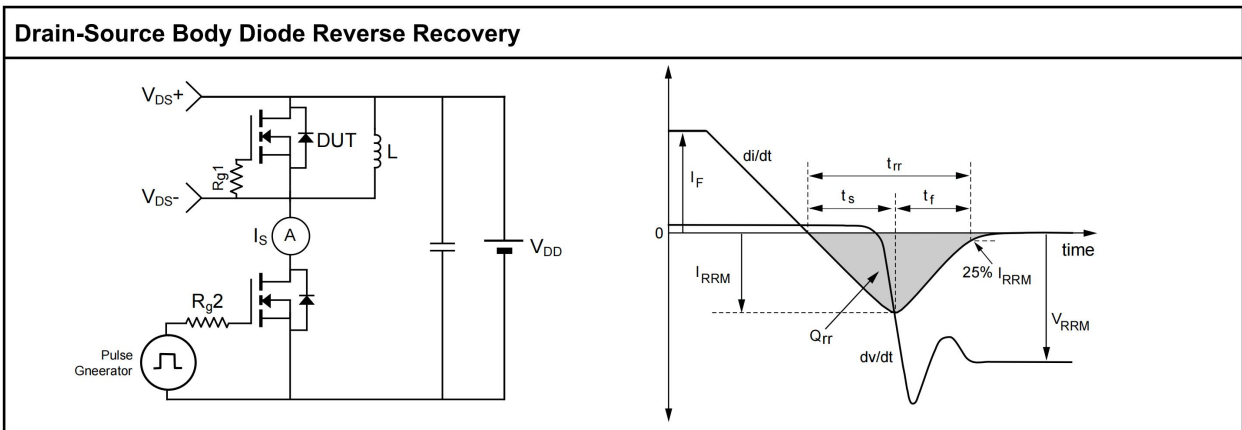 Drain-Source Body Diode Reverse Recovery
VDS+
DUT
L
Rg1
VDS-
IS
A
VDD
Rg2
Pulse
Gneerator
di/dt
trr
IF
ts
tf
0
time
IRRM
25% IRRM
VRRM
Qrr
dv/dt